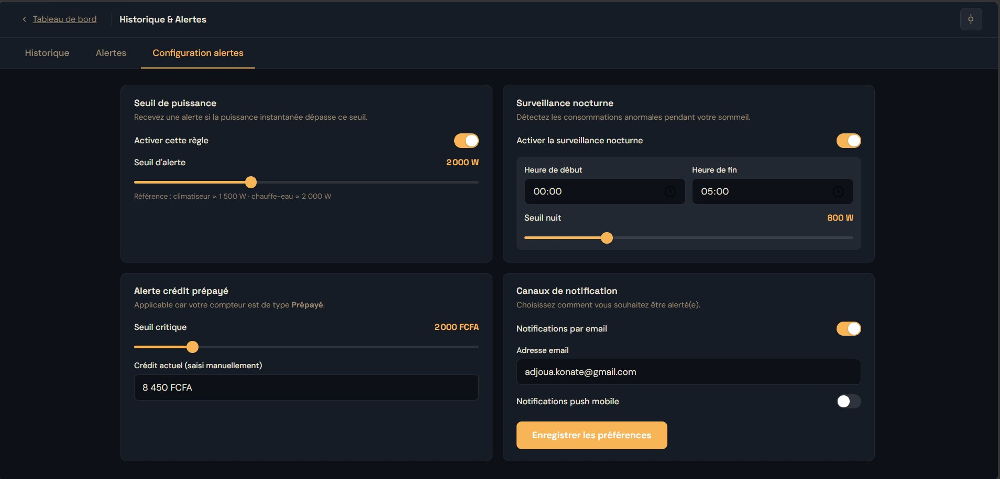 Tableau de bord
Historique & Alertes
Historique
Alertes
Configuration alertes
Seuil de puissance
Recevez une alerte si la puissance instantanée dépasse ce seuil.
Activer cette règle
Seuil d'alerte
2 000 W
Référence : climatiseur ≈ 1 500 W · chauffe-eau ≈ 2 000 W
Surveillance nocturne
Détectez les consommations anormales pendant votre sommeil.
Activer la surveillance nocturne
Heure de début
Heure de fin
00:00
05:00
Seuil nuit
800 W
Alerte crédit prépayé
Applicable car votre compteur est de type Prépayé.
Seuil critique
2 000 FCFA
Crédit actuel (saisi manuellement)
8 450 FCFA
Canaux de notification
Choisissez comment vous souhaitez être alerté(e).
Notifications par email
Adresse email
adjoua.konate@gmail.com
Notifications push mobile
Enregistrer les préférences